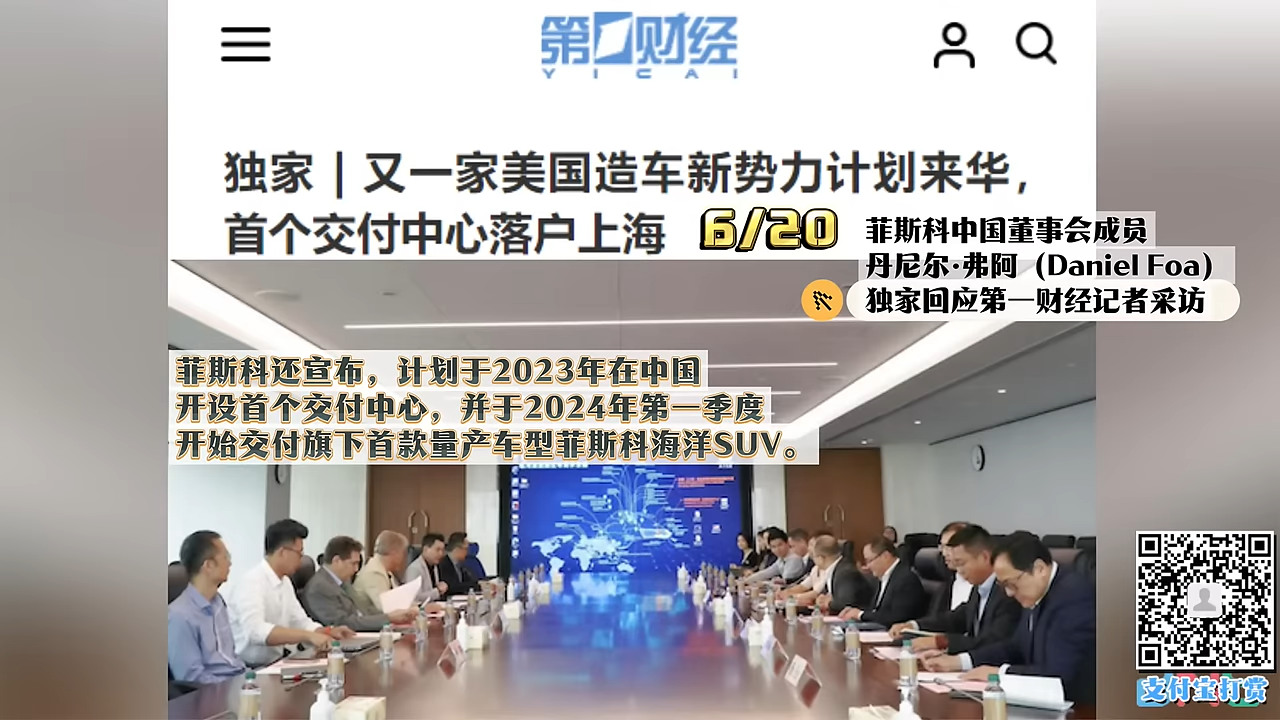 第一财经
YICAI
独家｜又一家美国造车新势力计划来华，
首个交付中心落户上海
6/20
菲斯科中国董事会成员
丹尼尔·弗阿（Daniel Foa）
独家回应第一财经记者采访
菲斯科还宣布，计划于2023年在中国
开设首个交付中心，并于2024年第一季度
开始交付旗下首款量产车型菲斯科海洋SUV。
支付宝打赏